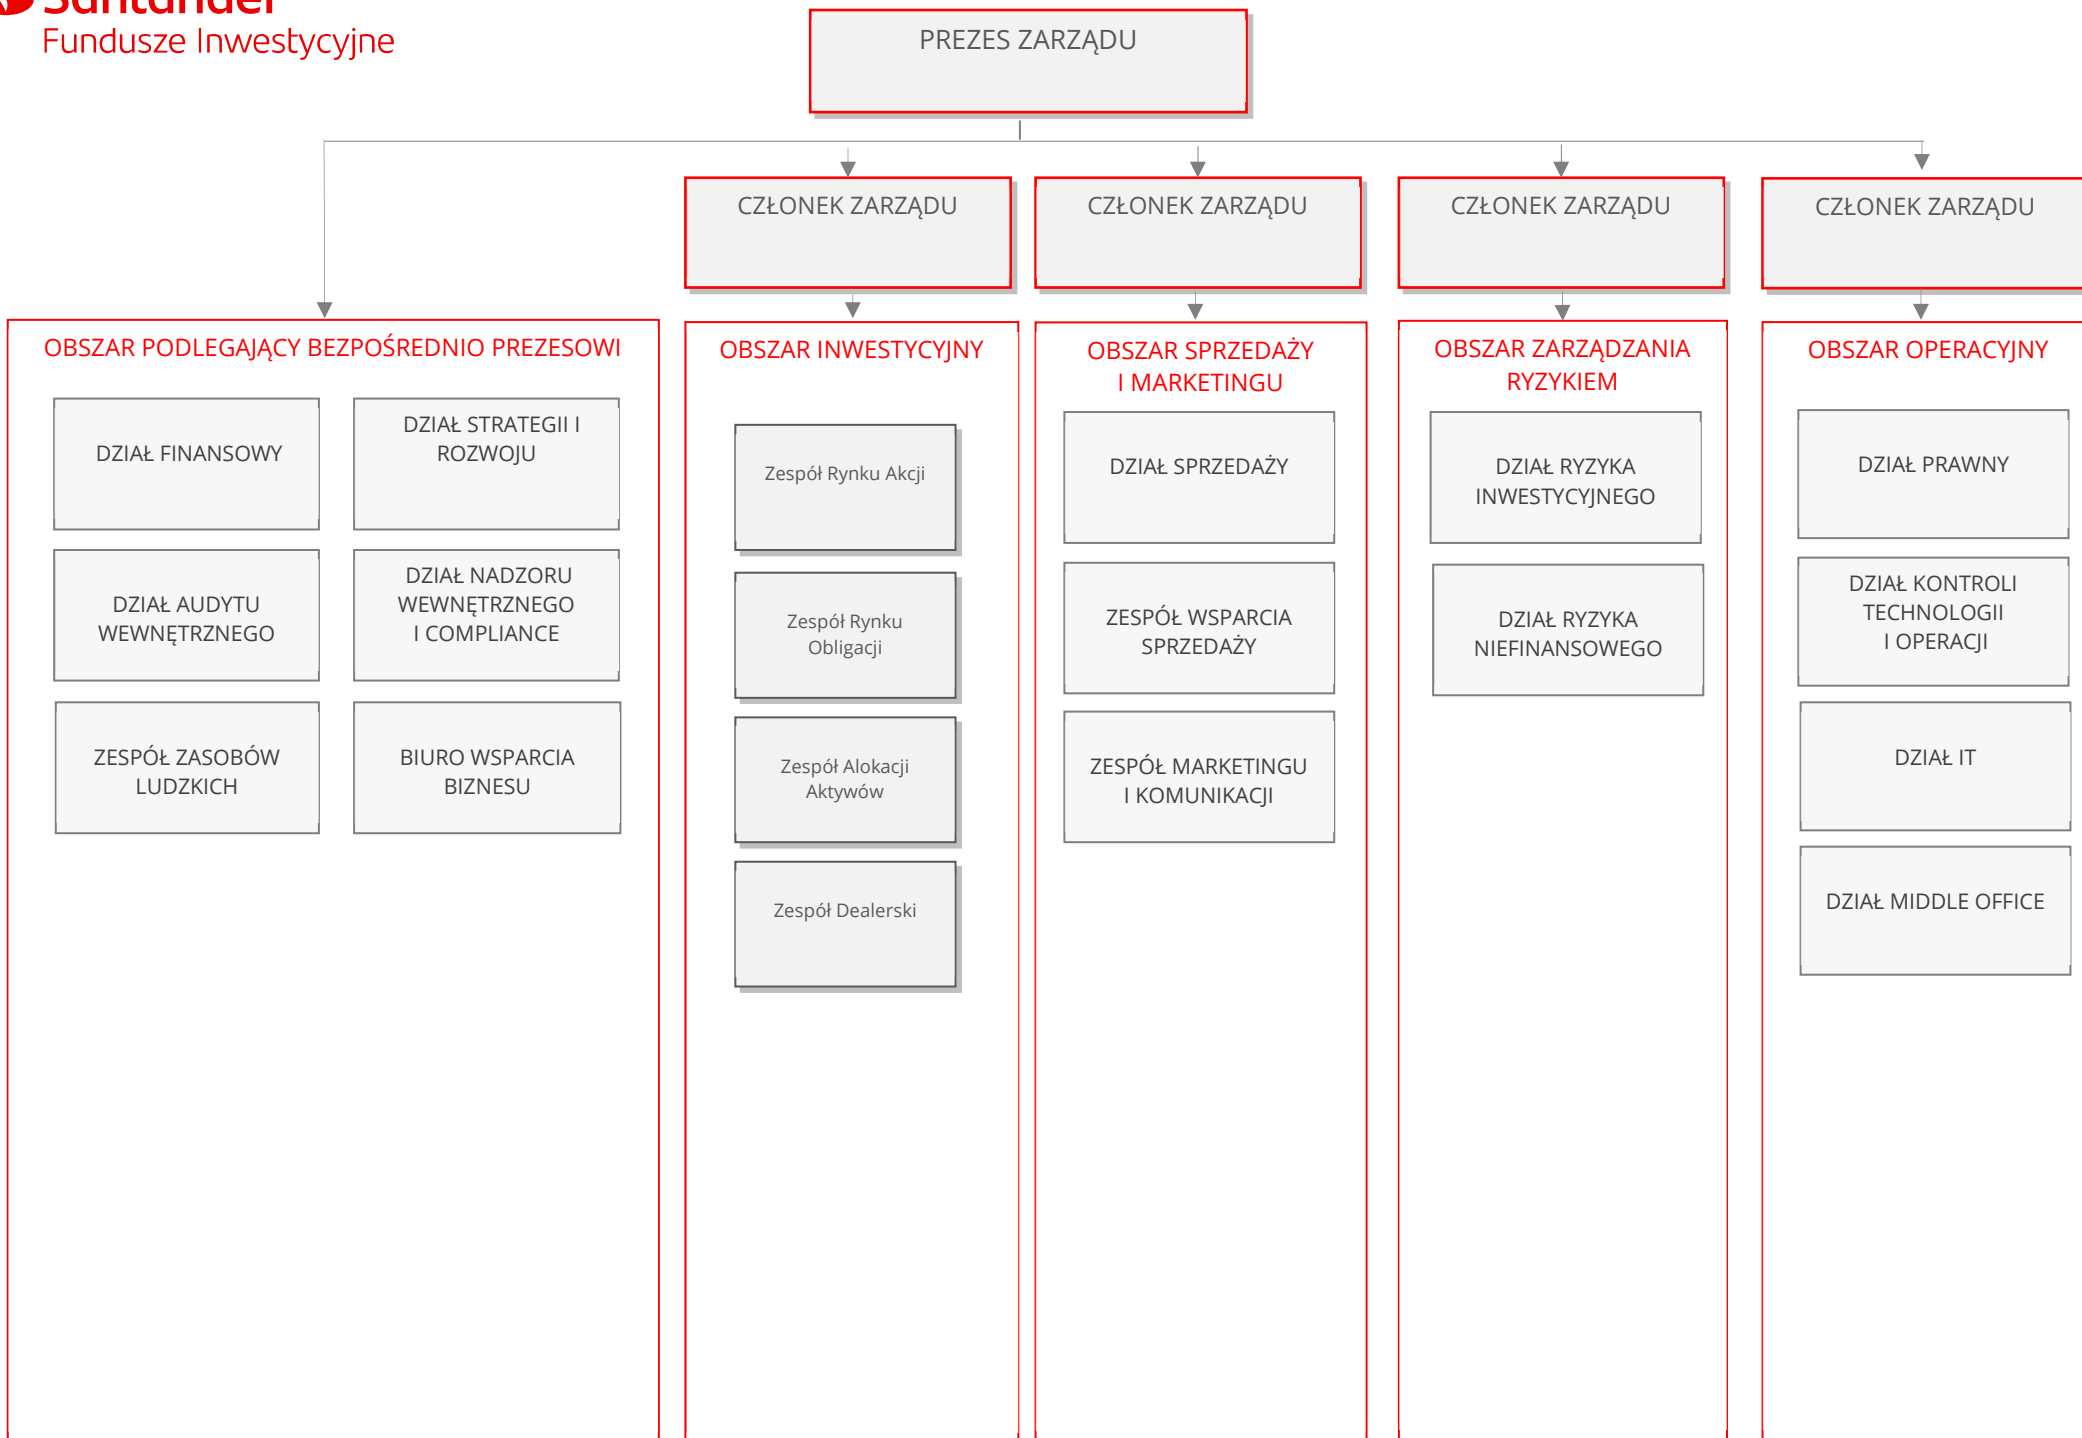 Santander
Fundusze Inwestycyjne
PREZES ZARZĄDU
CZŁONEK ZARZĄDU
CZŁONEK ZARZĄDU
CZŁONEK ZARZĄDU
CZŁONEK ZARZĄDU
OBSZAR PODLEGAJĄCY BEZPOŚREDNIO PREZESOWI
DZIAŁ FINANSOWY
DZIAŁ STRATEGII I
ROZWOJU
DZIAŁ AUDYTU
WEWNĘTRZNEGO
DZIAŁ NADZORU
WEWNĘTRZNEGO
I COMPLIANCE
ZESPÓŁ ZASOBÓW
LUDZKICH
BIURO WSPARCIA
BIZNESU
OBSZAR INWESTYCYJNY
Zespół Rynku Akcji
Zespół Rynku
Obligacji
Zespół Alokacji
Aktywów
Zespół Dealerski
OBSZAR SPRZEDAŻY
I MARKETINGU
DZIAŁ SPRZEDAŻY
ZESPÓŁ WSPARCIA
SPRZEDAŻY
ZESPÓŁ MARKETINGU
I KOMUNIKACJI
OBSZAR ZARZĄDZANIA
RYZYKIEM
DZIAŁ RYZYKA
INWESTYCYJNEGO
DZIAŁ RYZYKA
NIEFINANSOWEGO
OBSZAR OPERACYJNY
DZIAŁ PRAWNY
DZIAŁ KONTROLI
TECHNOLOGII
I OPERACJI
DZIAŁ IT
DZIAŁ MIDDLE OFFICE